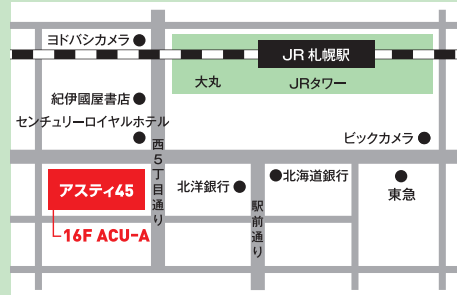 ヨドバシカメラ
JR 札幌駅
大丸
JRタワー
紀伊國屋書店
センチュリーロイヤルホテル
ビックカメラ
西5丁目通り
アスティ45
北洋銀行
北海道銀行
東急
駅前通り
16F ACU-A